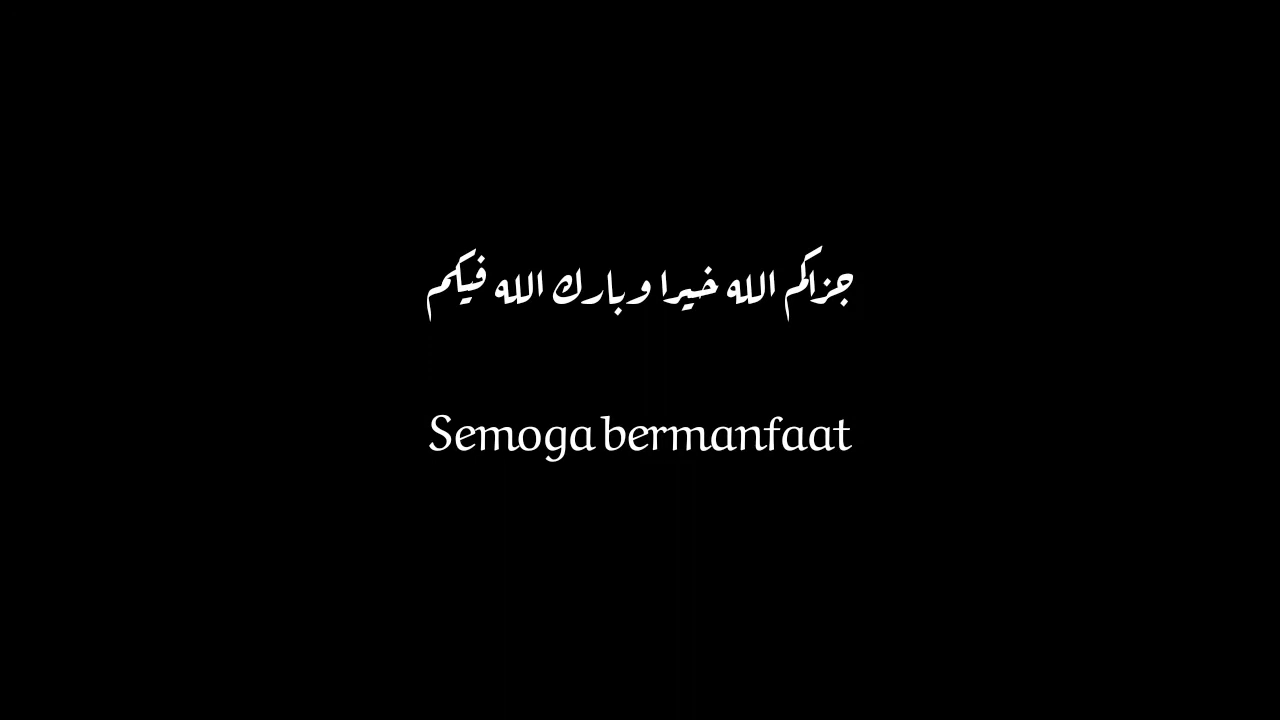 جزاكم الله خيرا وبارك الله فيكم
Semoga bermanfaat